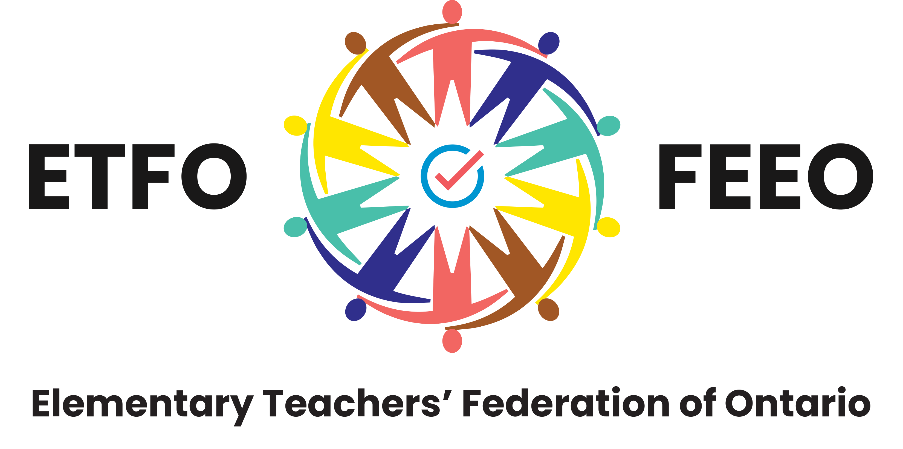 ETFO FEEO
Elementary Teachers’ Federation of Ontario